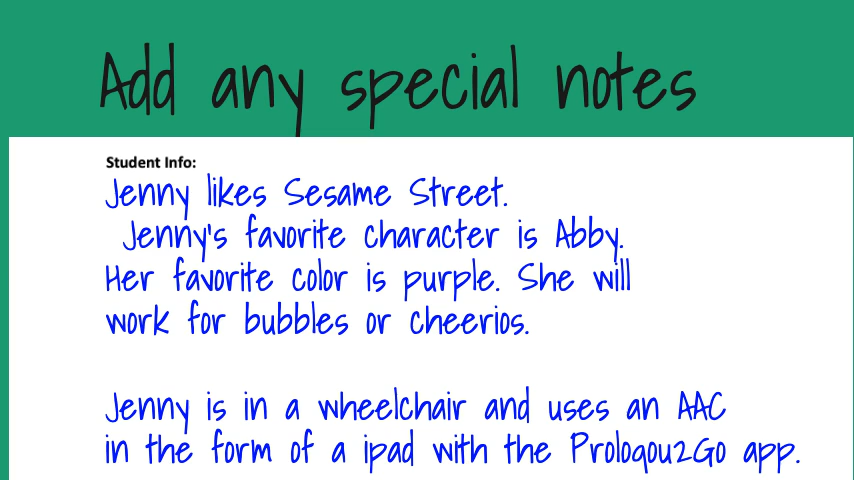 Add any special notes
Student Info:
Jenny likes Sesame Street.
Jenny's favorite character is Abby.
Her favorite color is purple. She will
work for bubbles or cheerios.
Jenny is in a wheelchair and uses an AAC
in the form of a ipad with the Prologou2Go app.